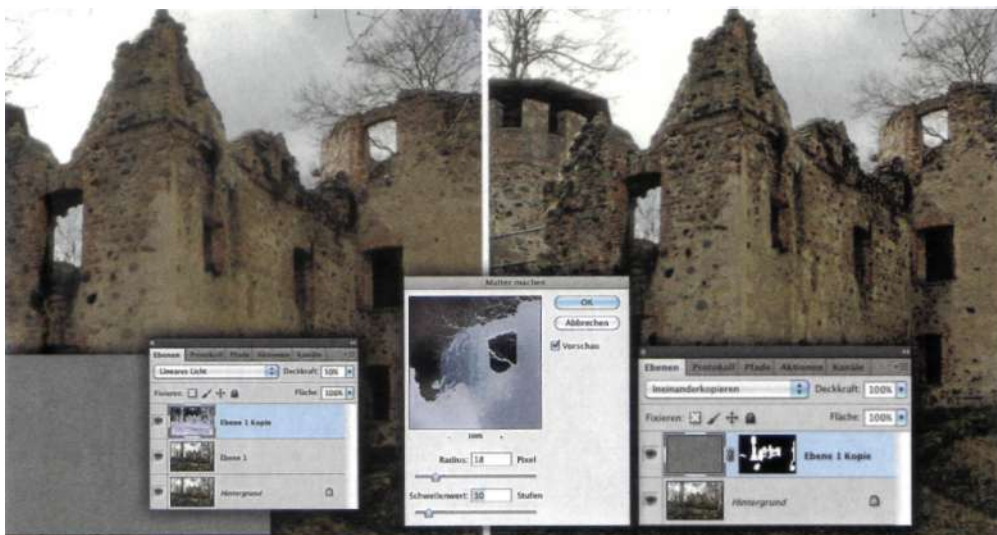 Matter machen
OK
Abbrechen
Vorschau
100%
Radius: 18 Pixel
Schwellenwert: 30 Stufen
Ebenen Protokoll Pfade Aktionen Kanäle
Lineares Licht Deckkraft: 50%
Fixieren: Fläche: 100%
Ebene 1 Kopie
Ebene 1
Hintergrund
Ebenen Protokoll Pfade Aktionen Kanäle
Ineinanderkopieren Deckkraft: 100%
Fixieren: Fläche: 100%
Ebene 1 Kopie
Hintergrund